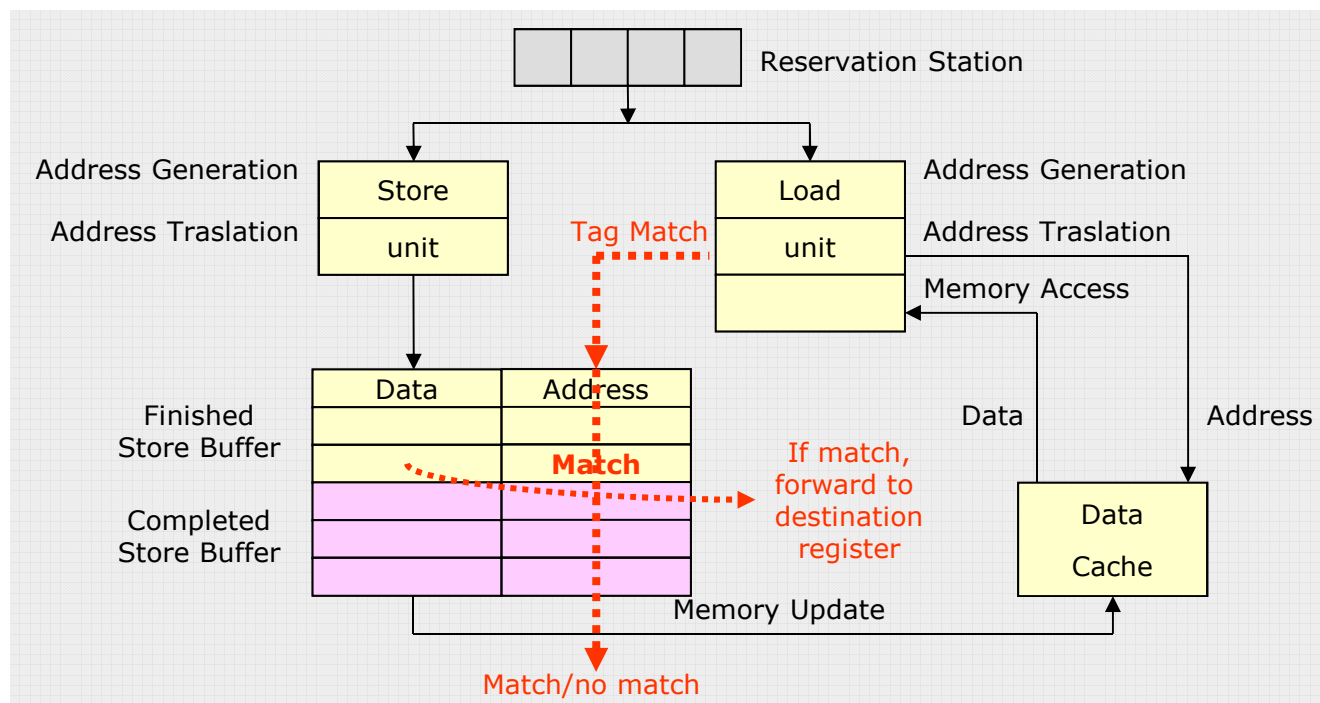 Reservation Station
Address Generation
Store
Load
Address Generation
Address Traslation
unit
Tag Match
unit
Address Traslation
Memory Access
Data
Address
Finished
Store Buffer
Match
Data
Address
If match,
forward to
destination
register
Completed
Store Buffer
Data
Cache
Memory Update
Match/no match